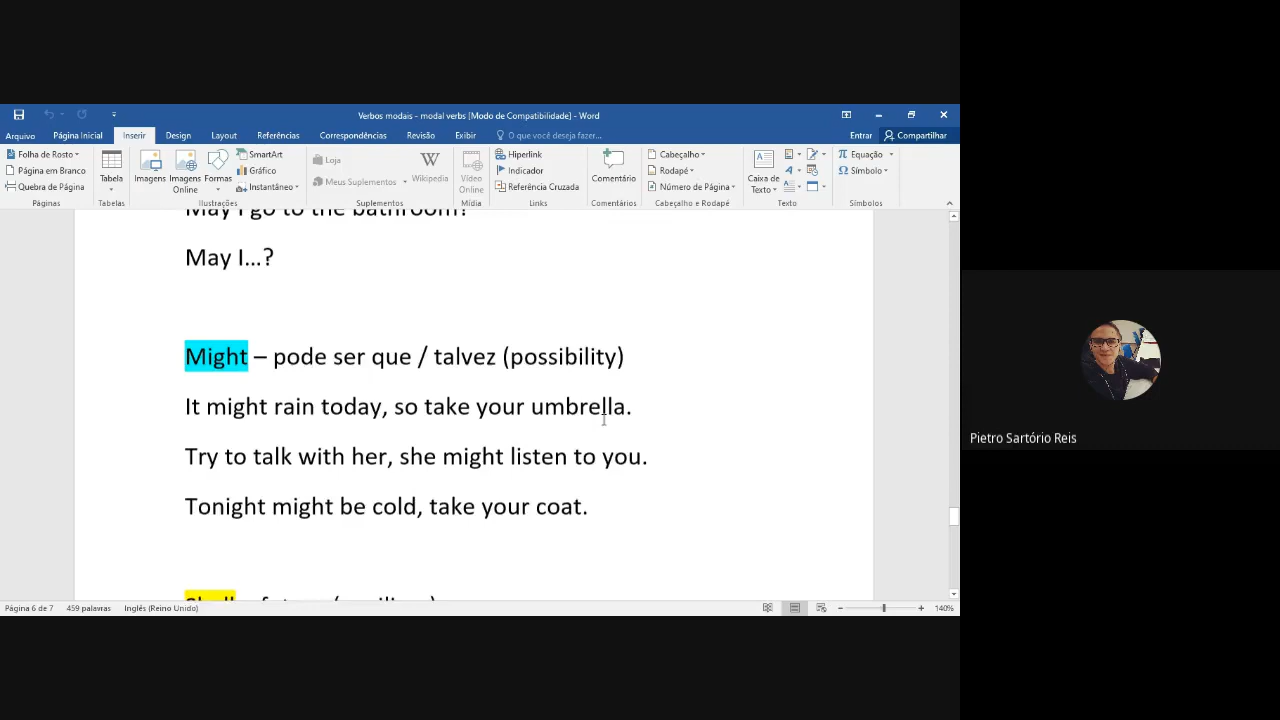 Verbos modais – modal verbs [Modo de Compatibilidade] - Word
Arquivo Página Inicial Inserir Design Layout Referências Correspondências Revisão Exibir O que você deseja fazer... Entrar Compartilhar
Folha de Rosto
Página em Branco
Quebra de Página
Páginas
Tabela
Tabelas
Imagens
Imagens Online
Formas
SmartArt
Gráfico
Instantâneo
Ilustrações
Loja
Meus Suplementos
Wikipedia
Suplementos
Vídeo Online
Mídia
Hiperlink
Indicador
Referência Cruzada
Links
Comentário
Comentários
Cabeçalho
Rodapé
Número de Página
Cabeçalho e Rodapé
Caixa de Texto
Texto
Equação
Símbolo
Símbolos
May I go to the bathroom?
May I...?
Might – pode ser que / talvez (possibility)
It might rain today, so take your umbrella.
Try to talk with her, she might listen to you.
Tonight might be cold, take your coat.
Página 6 de 7 459 palavras Inglês (Reino Unido) 140%
Pietro Sartório Reis